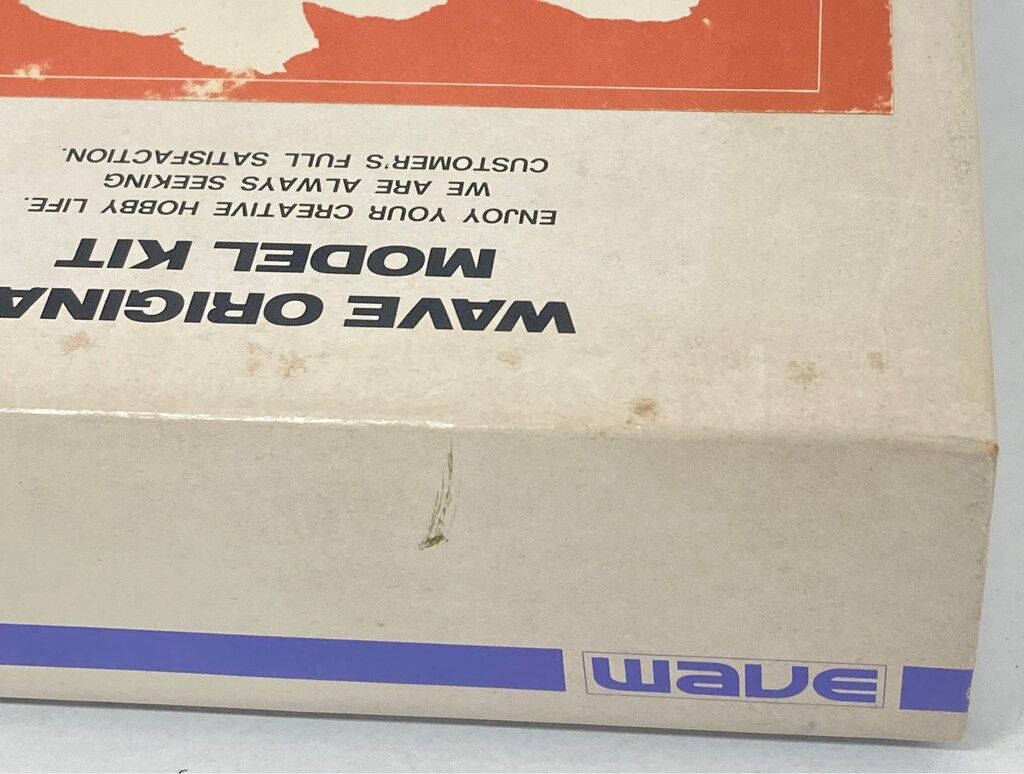 WAVE ORIGINA
MODEL KIT
ENJOY YOUR CREATIVE HOBBY LIFE.
WE ARE ALWAYS SEEKING
CUSTOMER'S FULL SATISFACTION.
wave